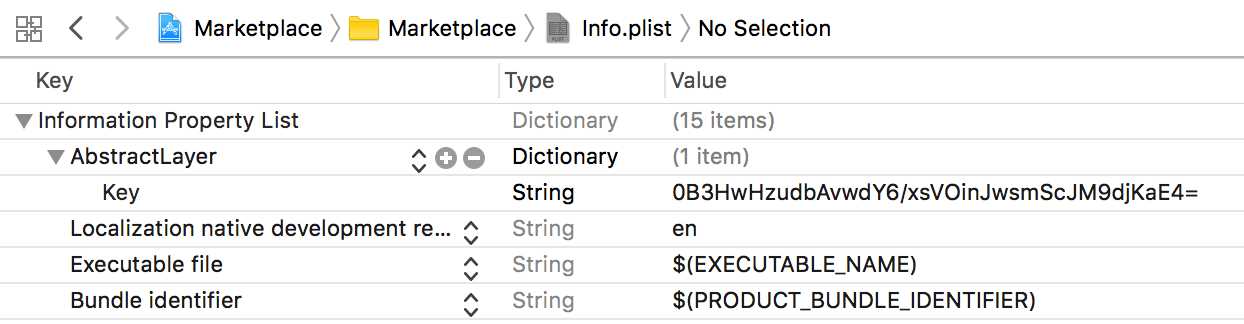 Marketplace Marketplace Info.plist No Selection
Key Type Value
Information Property List Dictionary (15 items)
AbstractLayer Dictionary (1 item)
Key String 0B3HwHzudbAvwdY6/xsVOinJwsmScJM9djKaE4=
Localization native development re... String en
Executable file String $(EXECUTABLE_NAME)
Bundle identifier String $(PRODUCT_BUNDLE_IDENTIFIER)